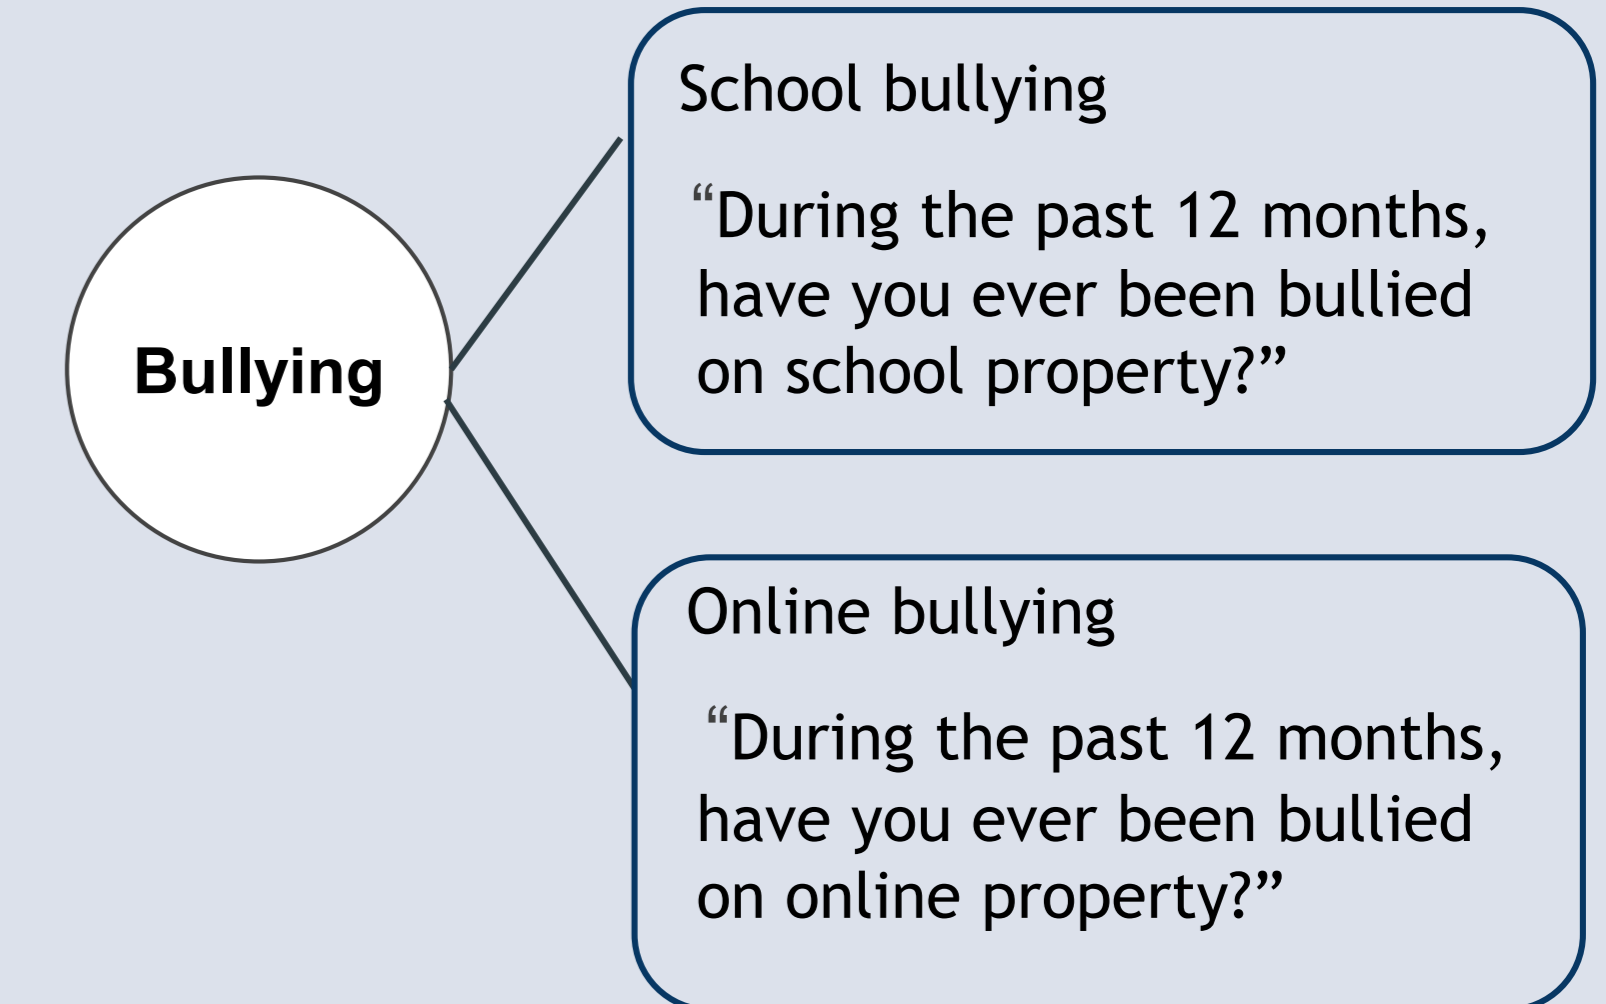 Bullying
School bullying
“During the past 12 months,
have you ever been bullied
on school property?”
Online bullying
“During the past 12 months,
have you ever been bullied
on online property?”